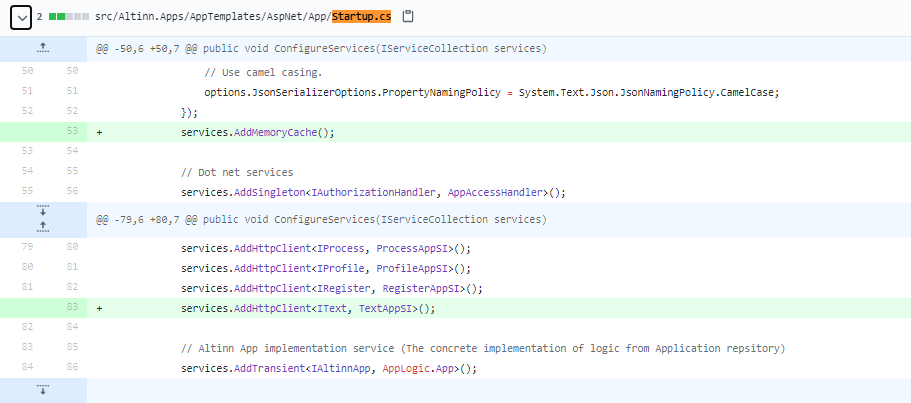 2 src/Altinn.Apps/AppTemplates/AspNet/App/Startup.cs
@@ -50,6 +50,7 @@ public void ConfigureServices(IServiceCollection services)
50 50 // Use camel casing.
51 51 options.JsonSerializerOptions.PropertyNamingPolicy = System.Text.Json.JsonNamingPolicy.CamelCase;
52 52 });
53 + services.AddMemoryCache();
53 54
54 55 // Dot net services
55 56 services.AddSingleton<IAuthorizationHandler, AppAccessHandler>();
@@ -79,6 +80,7 @@ public void ConfigureServices(IServiceCollection services)
79 80 services.AddHttpClient<IProcess, ProcessAppSI>();
80 81 services.AddHttpClient<IProfile, ProfileAppSI>();
81 82 services.AddHttpClient<IRegister, RegisterAppSI>();
83 + services.AddHttpClient<IText, TextAppSI>();
82 84
83 85 // Altinn App implementation service (The concrete implementation of logic from Application repsitory)
84 86 services.AddTransient<IAltinnApp, AppLogic.App>();